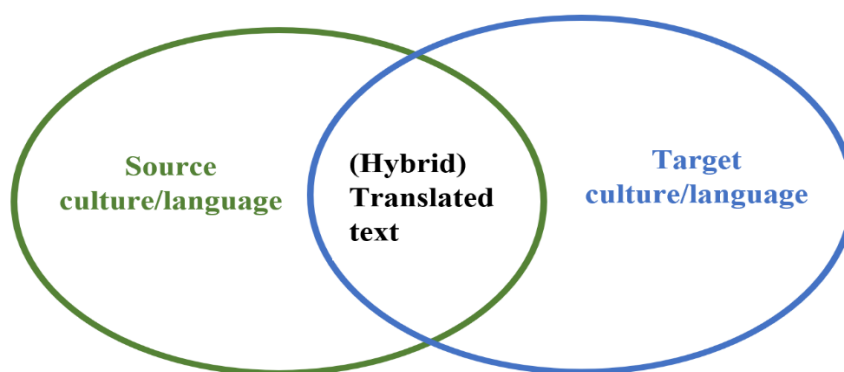 Source
culture/language
(Hybrid)
Translated
text
Target
culture/language